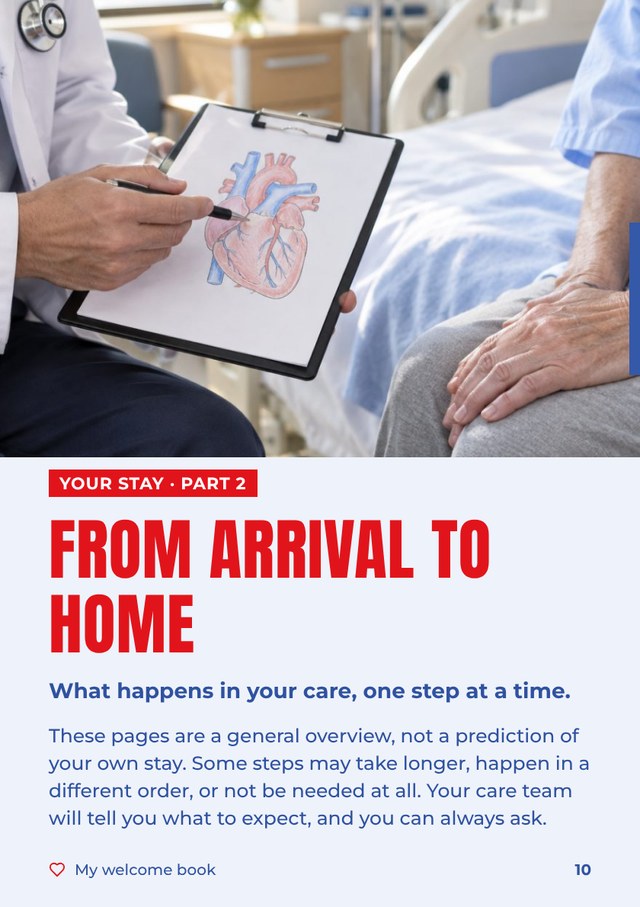 YOUR STAY · PART 2
FROM ARRIVAL TO
HOME
What happens in your care, one step at a time.
These pages are a general overview, not a prediction of
your own stay. Some steps may take longer, happen in a
different order, or not be needed at all. Your care team
will tell you what to expect, and you can always ask.
My welcome book
10